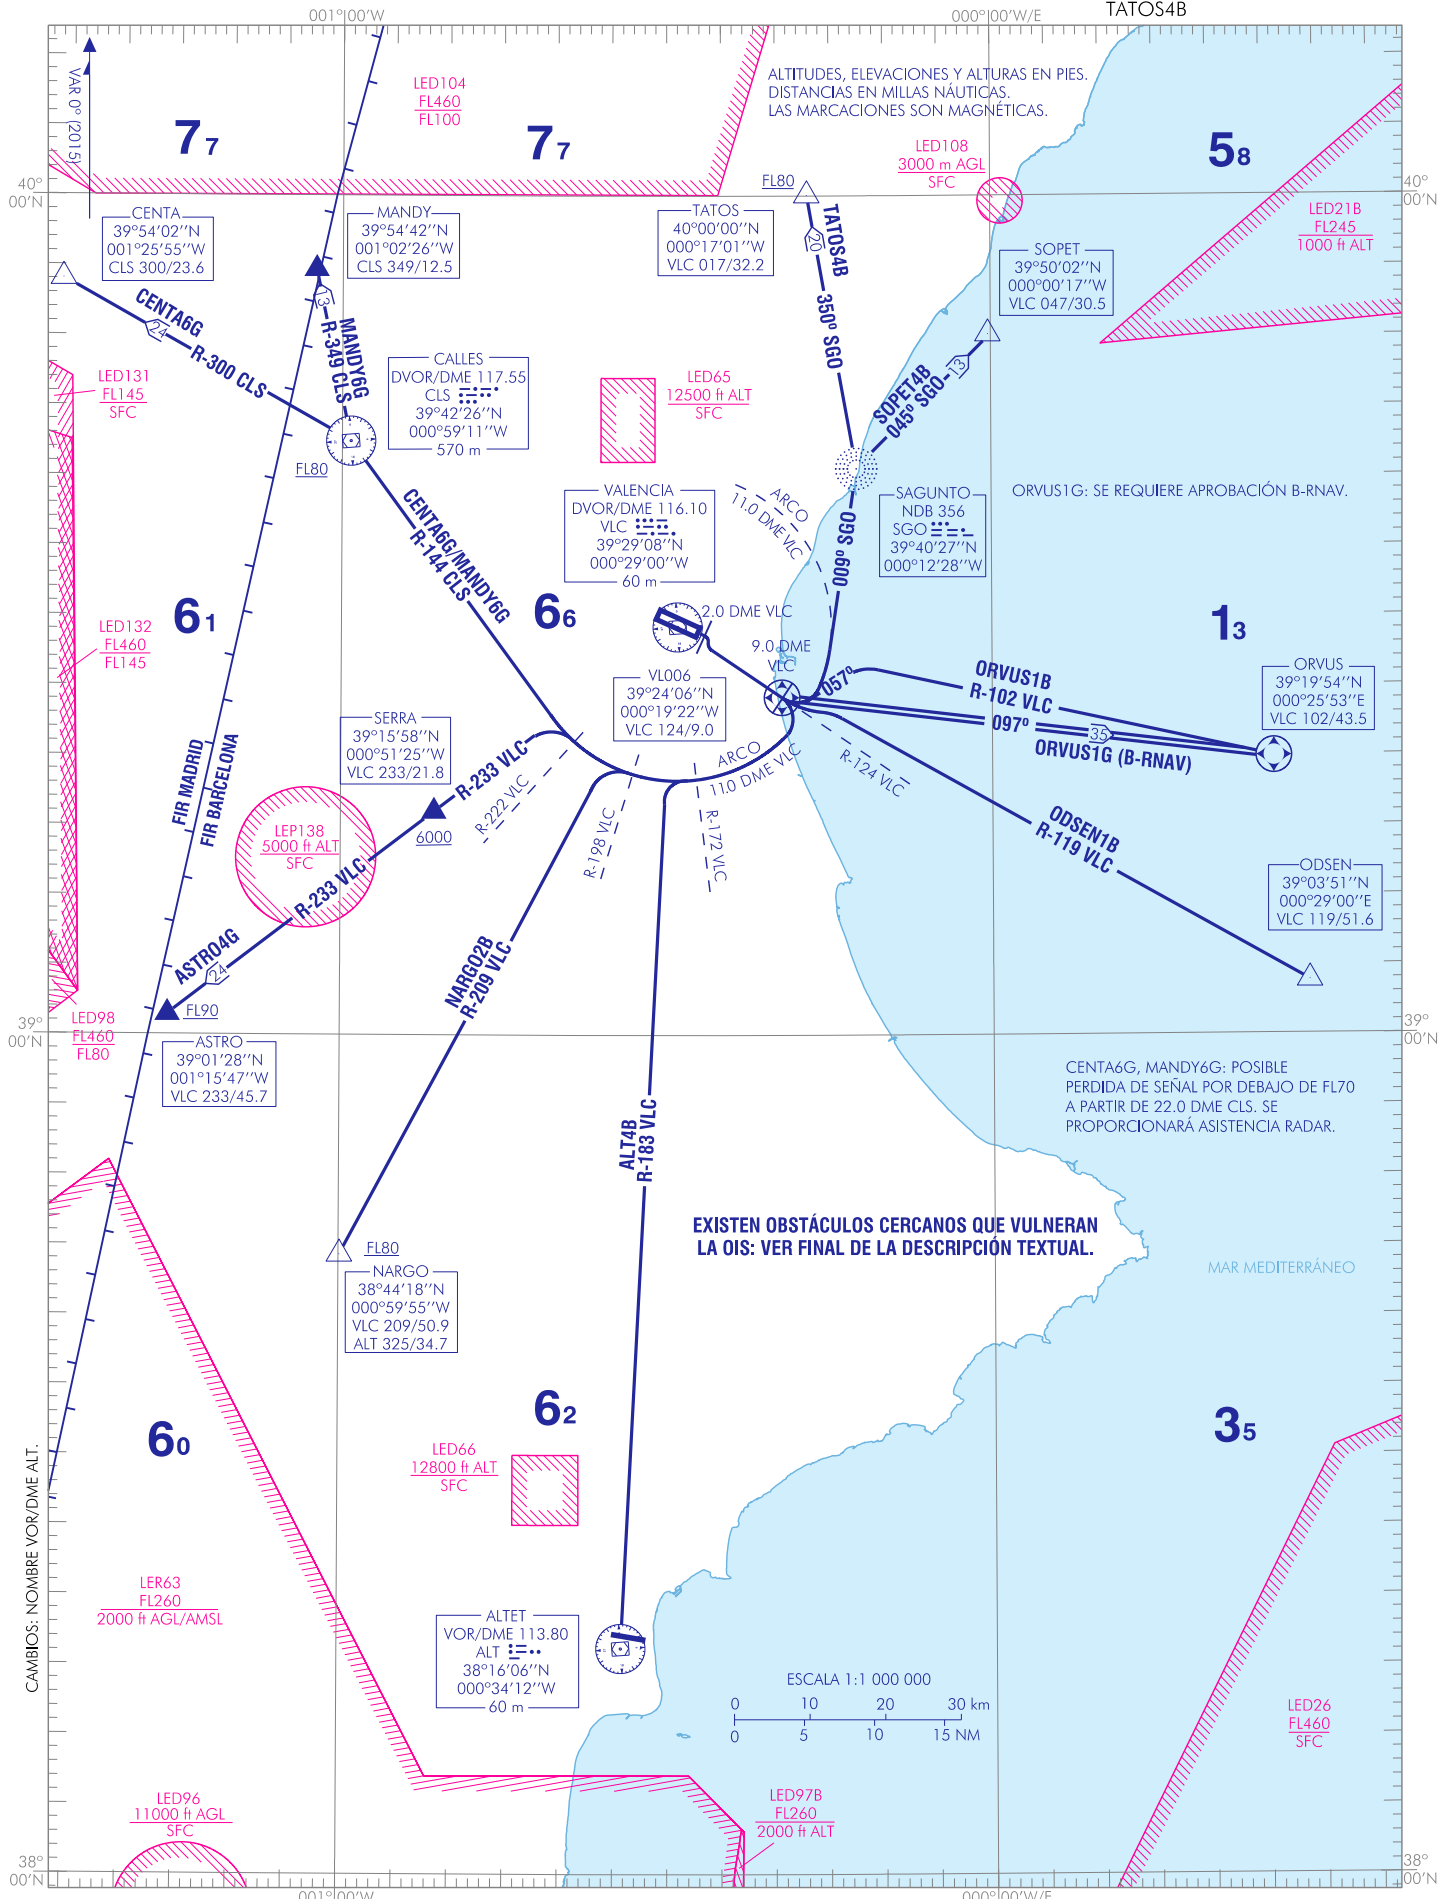 TATOS4B
001°00'W
000°00'W/E
VAR 0° (2015)
LED104
FL460
FL100
ALTITUDES, ELEVACIONES Y ALTURAS EN PIES.
DISTANCIAS EN MILLAS NÁUTICAS.
LAS MARCACIONES SON MAGNÉTICAS.
77
77
58
LED108
3000 m AGL
SFC
40°
00'N
40°
00'N
FL80
LED21B
FL245
1000 ft ALT
CENTA
39°54'02''N
001°25'55''W
CLS 300/23.6
MANDY
39°54'42''N
001°02'26''W
CLS 349/12.5
TATOS
40°00'00''N
000°17'01''W
VLC 017/32.2
SOPET
39°50'02''N
000°00'17''W
VLC 047/30.5
TATOS4B
20
350° SGO
CENTA6G
24
R-300 CLS
13
MANDY6G
R-349 CLS
SOPET4B
045° SGO
13
LED131
FL145
SFC
CALLES
DVOR/DME 117.55
CLS
39°42'26''N
000°59'11''W
570 m
LED65
12500 ft ALT
SFC
FL80
VALENCIA
DVOR/DME 116.10
VLC
39°29'08''N
000°29'00''W
60 m
ARCO
11.0 DME VLC
SAGUNTO
NDB 356
SGO
39°40'27''N
000°12'28''W
ORVUS1G: SE REQUIERE APROBACIÓN B-RNAV.
CENTA6G/MANDY6G
R-144 CLS
009° SGO
61
66
13
LED132
FL460
FL145
2.0 DME VLC
9.0 DME
VLC
VL006
39°24'06''N
000°19'22''W
VLC 124/9.0
057°
ORVUS1B
R-102 VLC
097°
35
ORVUS1G (B-RNAV)
ORVUS
39°19'54''N
000°25'53''E
VLC 102/43.5
SERRA
39°15'58''N
000°51'25''W
VLC 233/21.8
R-233 VLC
R-222 VLC
ARCO
11.0 DME VLC
R-124 VLC
FIR MADRID
FIR BARCELONA
6000
R-198 VLC
R-172 VLC
ODSEN1B
R-119 VLC
LEP138
5000 ft ALT
SFC
R-233 VLC
ODSEN
39°03'51''N
000°29'00''E
VLC 119/51.6
ASTRO4G
24
FL90
NARGO2B
R-209 VLC
LED98
FL460
FL80
39°
00'N
39°
00'N
ASTRO
39°01'28''N
001°15'47''W
VLC 233/45.7
CENTA6G, MANDY6G: POSIBLE
PERDIDA DE SEÑAL POR DEBAJO DE FL70
A PARTIR DE 22.0 DME CLS. SE
PROPORCIONARÁ ASISTENCIA RADAR.
ALT4B
R-183 VLC
EXISTEN OBSTÁCULOS CERCANOS QUE VULNERAN
LA OIS: VER FINAL DE LA DESCRIPCIÓN TEXTUAL.
FL80
NARGO
38°44'18''N
000°59'55''W
VLC 209/50.9
ALT 325/34.7
MAR MEDITERRÁNEO
60
62
35
LED66
12800 ft ALT
SFC
CAMBIOS: NOMBRE VOR/DME ALT.
LER63
FL260
2000 ft AGL/AMSL
ALTET
VOR/DME 113.80
ALT
38°16'06''N
000°34'12''W
60 m
ESCALA 1:1 000 000
0 10 20 30 km
0 5 10 15 NM
LED26
FL460
SFC
LED96
11000 ft AGL
SFC
LED97B
FL260
2000 ft ALT
38°
00'N
38°
00'N
001°00'W
000°00'W/E